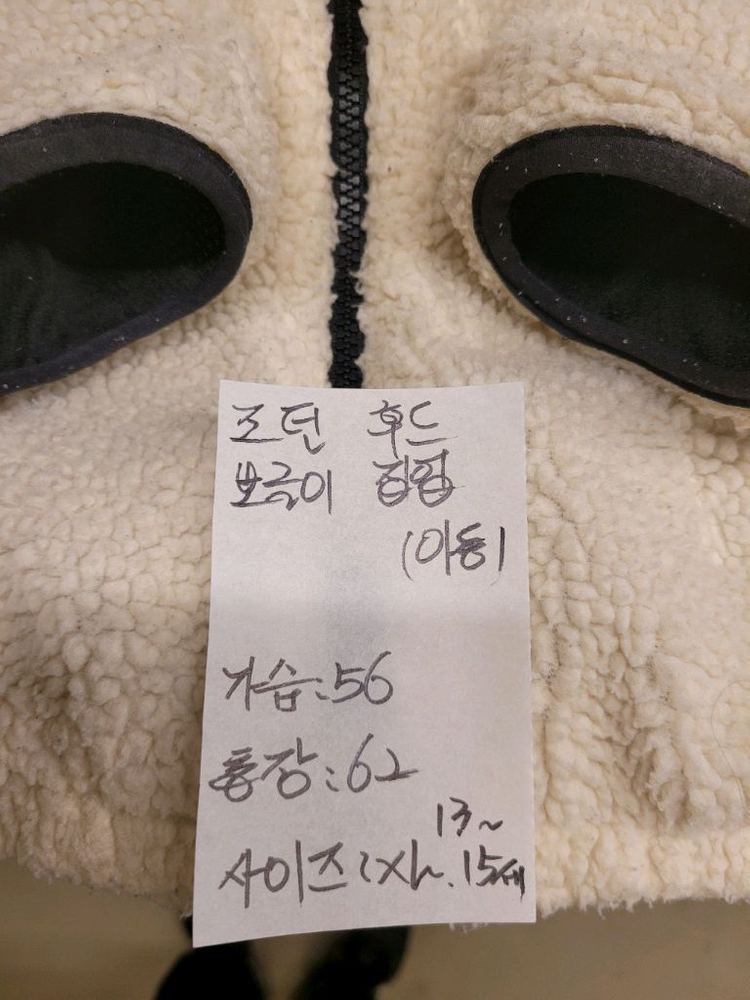 조던 후드
보글이 집업
(아동)
가슴:56
총장:62
13~
사이즈:XL. 15세